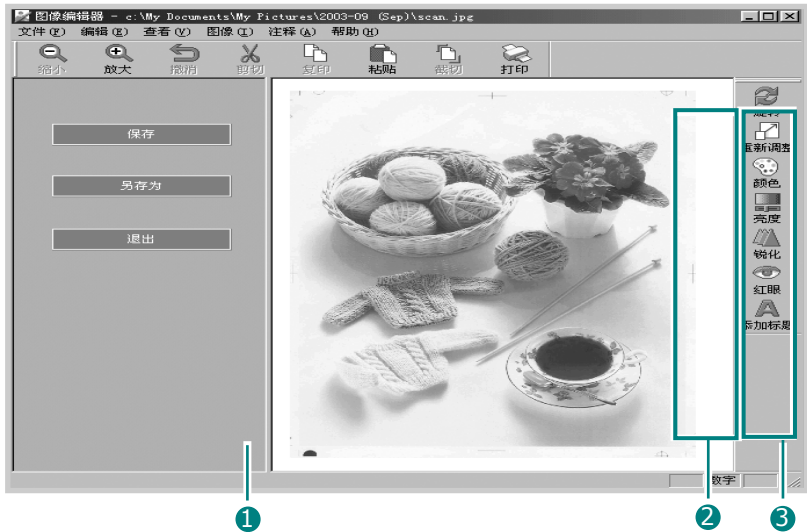 图像编辑器 - c:\My Documents\My Pictures\2003-09 (Sep)\scan.jpg
文件(F) 编辑(E) 查看(V) 图像(I) 注释(A) 帮助(H)
缩小 放大 撤消 剪切 复印 粘贴 裁切 打印
保存
另存为
退出
旋转
重新调整
颜色
亮度
锐化
红眼
添加标题
数字
1 2 3